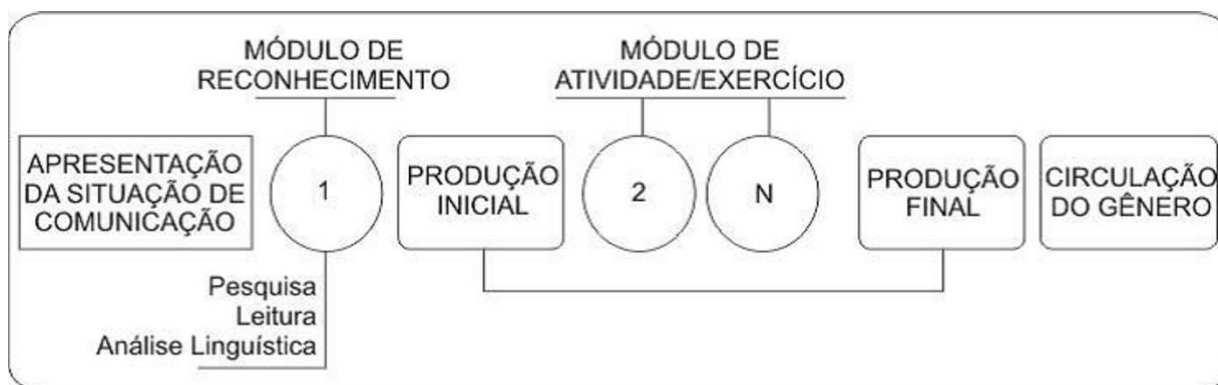 MÓDULO DE
RECONHECIMENTO
MÓDULO DE
ATIVIDADE/EXERCÍCIO
APRESENTAÇÃO
DA SITUAÇÃO DE
COMUNICAÇÃO
1
PRODUÇÃO
INICIAL
2
N
PRODUÇÃO
FINAL
CIRCULAÇÃO
DO GÊNERO
Pesquisa
Leitura
Análise Linguística